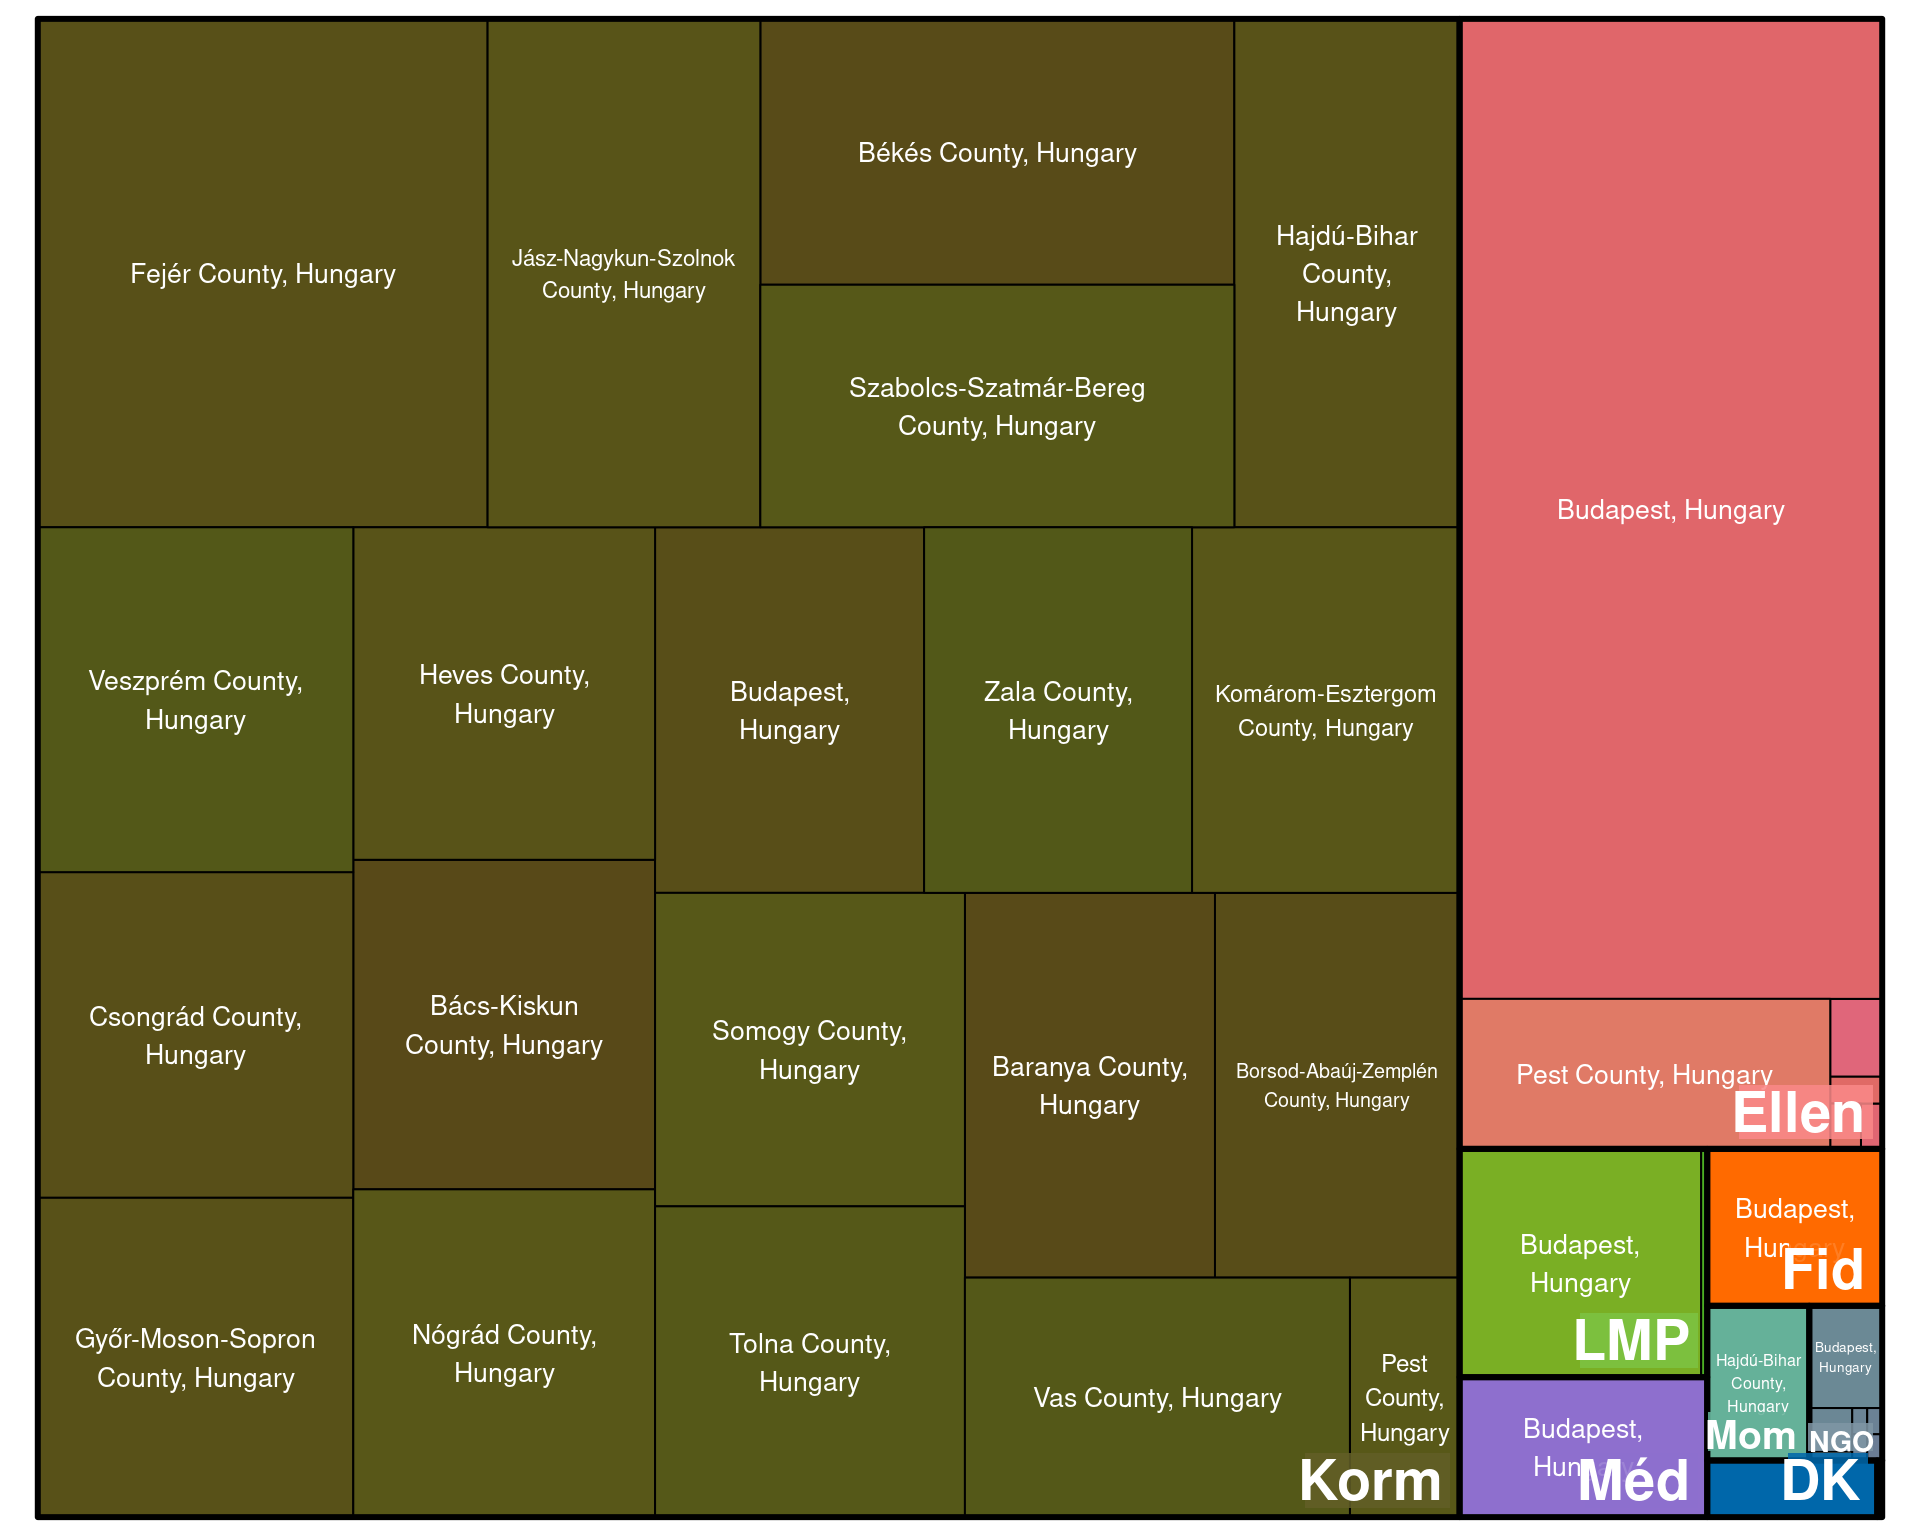 Fejér County, Hungary
Jász-Nagykun-Szolnok
County, Hungary
Békés County, Hungary
Szabolcs-Szatmár-Bereg
County, Hungary
Hajdú-Bihar
County,
Hungary
Veszprém County,
Hungary
Heves County,
Hungary
Budapest,
Hungary
Zala County,
Hungary
Komárom-Esztergom
County, Hungary
Csongrád County,
Hungary
Bács-Kiskun
County, Hungary
Somogy County,
Hungary
Baranya County,
Hungary
Borsod-Abaúj-Zemplén
County, Hungary
Győr-Moson-Sopron
County, Hungary
Nógrád County,
Hungary
Tolna County,
Hungary
Vas County, Hungary
Pest
County,
Hungary
Korm
Budapest, Hungary
Pest County, Hungary
Ellen
Budapest,
Hungary
LMP
Budapest,
Hungary
Fid
Hajdú-Bihar
County,
Hungary
Mom
Budapest,
Hungary
NGO
Budapest,
Hungary
Méd
DK